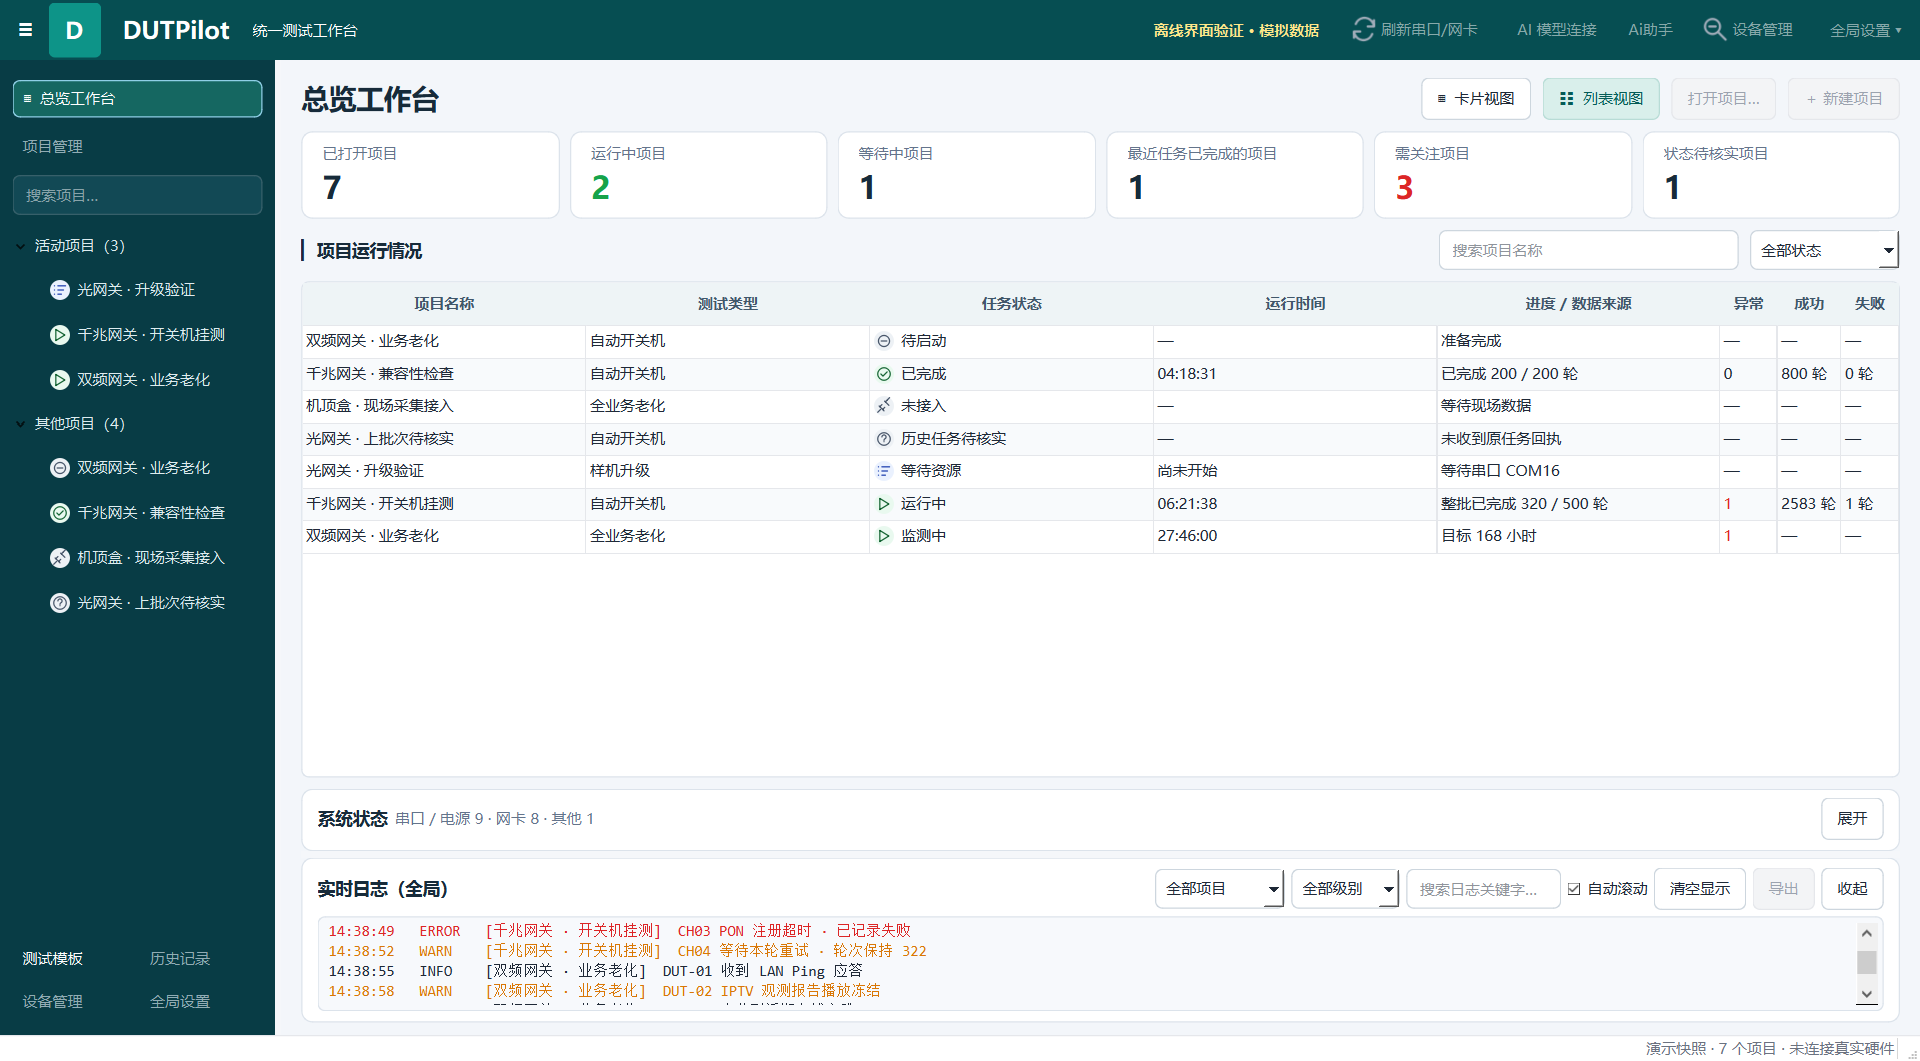 D DUTPilot 统一测试工作台 离线界面验证 • 模拟数据 刷新串口/网卡 AI 模型连接 Ai助手 设备管理 全局设置
总览工作台
项目管理
搜索项目...
活动项目 (3)
光网关 · 升级验证
千兆网关 · 开关机挂测
双频网关 · 业务老化
其他项目 (4)
双频网关 · 业务老化
千兆网关 · 兼容性检查
机顶盒 · 现场采集接入
光网关 · 上批次待核实
测试模板 历史记录
设备管理 全局设置
总览工作台 卡片视图 列表视图 打开项目... + 新建项目
已打开项目 运行中项目 等待中项目 最近任务已完成的项目 需关注项目 状态待核实项目
7 2 1 1 3 1
项目运行情况 搜索项目名称 全部状态
项目名称 测试类型 任务状态 运行时间 进度 / 数据来源 异常 成功 失败
双频网关 · 业务老化 自动开关机 待启动 — 准备完成 — — —
千兆网关 · 兼容性检查 自动开关机 已完成 04:18:31 已完成 200 / 200 轮 0 800 轮 0 轮
机顶盒 · 现场采集接入 全业务老化 未接入 — 等待现场数据 — — —
光网关 · 上批次待核实 自动开关机 历史任务待核实 — 未收到原任务回执 — — —
光网关 · 升级验证 样机升级 等待资源 尚未开始 等待串口 COM16 — — —
千兆网关 · 开关机挂测 自动开关机 运行中 06:21:38 整批已完成 320 / 500 轮 1 2583 轮 1 轮
双频网关 · 业务老化 全业务老化 监测中 27:46:00 目标 168 小时 1 — —
系统状态 串口 / 电源 9 · 网卡 8 · 其他 1 展开
实时日志（全局） 全部项目 全部级别 搜索日志关键字... 自动滚动 清空显示 导出 收起
14:38:49 ERROR [千兆网关 · 开关机挂测] CH03 PON 注册超时 · 已记录失败
14:38:52 WARN [千兆网关 · 开关机挂测] CH04 等待本轮重试 · 轮次保持 322
14:38:55 INFO [双频网关 · 业务老化] DUT-01 收到 LAN Ping 应答
14:38:58 WARN [双频网关 · 业务老化] DUT-02 IPTV 观测报告播放冻结
演示快照 · 7 个项目 · 未连接真实硬件